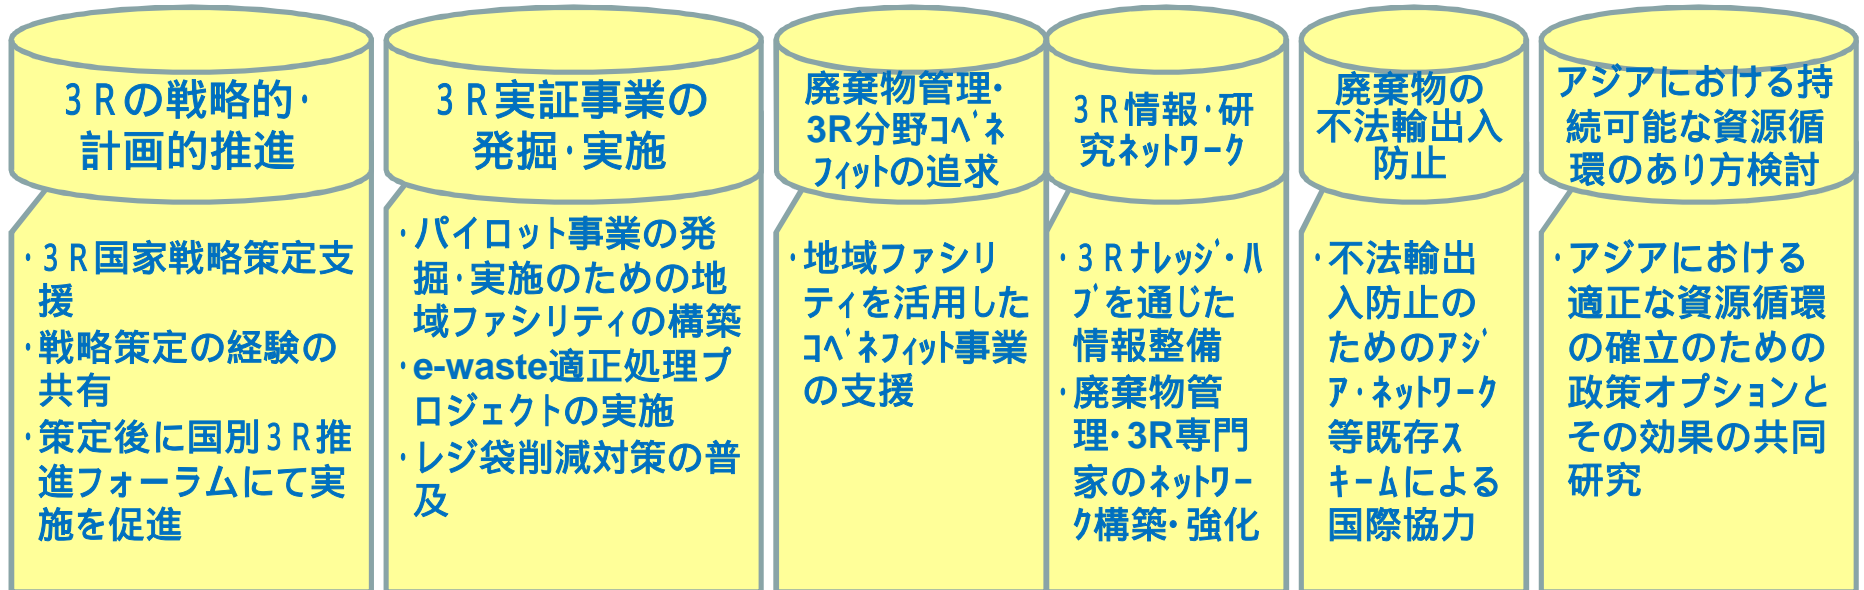 ３Ｒの戦略的・
計画的推進
・３Ｒ国家戦略策定支
援
・戦略策定の経験の
共有
・策定後に国別３Ｒ推
進フォーラムにて実
施を促進
３Ｒ実証事業の
発掘・実施
・パイロット事業の発
掘・実施のための地
域ファシリティの構築
・e-waste適正処理プ
ロジェクトの実施
・レジ袋削減対策の普
及
廃棄物管理・
3R分野ｺﾍﾞﾈ
ﾌｨｯﾄの追求
・地域ファシリ
ティを活用した
ｺﾍﾞﾈﾌｨｯﾄ事業
の支援
３Ｒ情報・研
究ﾈｯﾄﾜｰｸ
・３Ｒﾅﾚｯｼﾞ・ﾊ
ﾌﾞを通じた
情報整備
・廃棄物管
理・3R専門
家のﾈｯﾄﾜｰ
ｸ構築・強化
廃棄物の
不法輸出入
防止
・不法輸出
入防止の
ためのｱｼﾞ
ｱ・ﾈｯﾄﾜｰｸ
等既存ｽ
ｷｰﾑによる
国際協力
アジアにおける持
続可能な資源循
環のあり方検討
・アジアにおける
適正な資源循環
の確立のための
政策オプションと
その効果の共同
研究